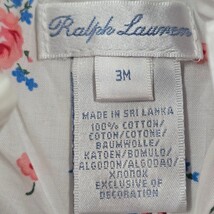 Ralph Lauren
3M
MADE IN SRI LANKA
100% COTTON/
COTON/COTONE/
BAUMWOLLE/
KATOEN/BOMULD/
ALGODON/ALGODAO/
ХЛОПОК
EXCLUSIVE OF
DECORATION